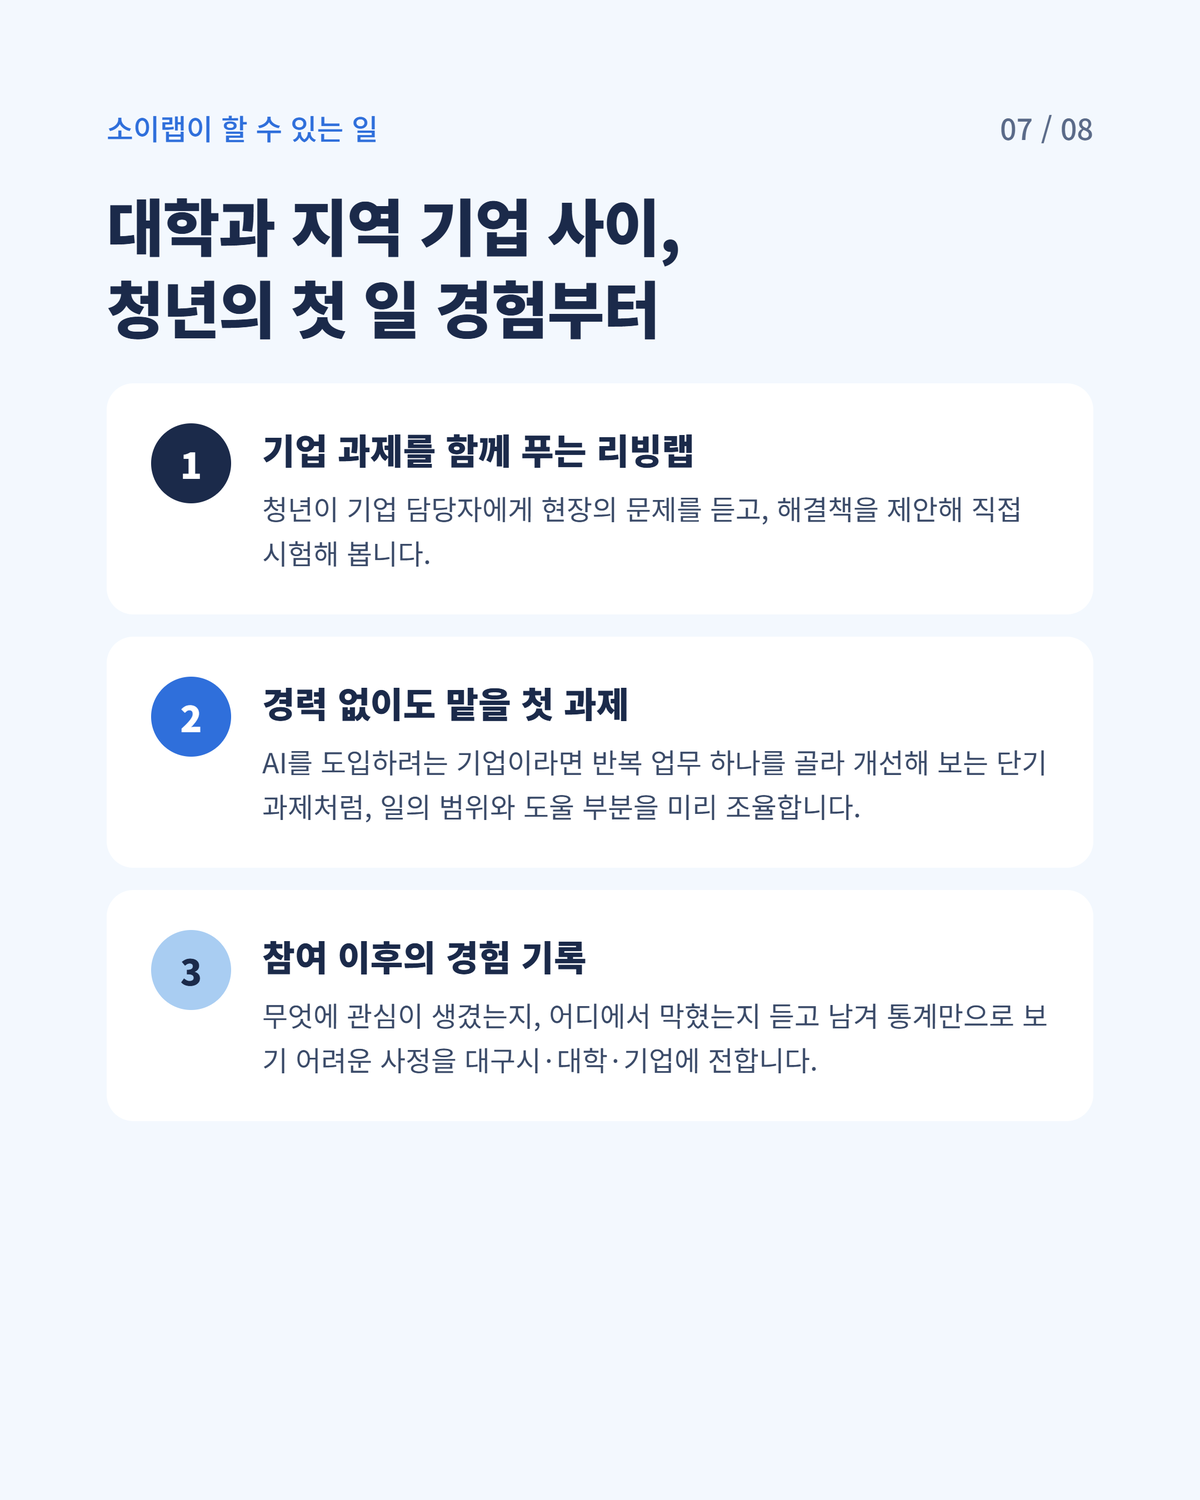 소이랩이 할 수 있는 일
07 / 08
대학과 지역 기업 사이,
청년의 첫 일 경험부터
1
기업 과제를 함께 푸는 리빙랩
청년이 기업 담당자에게 현장의 문제를 듣고, 해결책을 제안해 직접
시험해 봅니다.
2
경력 없이도 맡을 첫 과제
AI를 도입하려는 기업이라면 반복 업무 하나를 골라 개선해 보는 단기
과제처럼, 일의 범위와 도울 부분을 미리 조율합니다.
3
참여 이후의 경험 기록
무엇에 관심이 생겼는지, 어디에서 막혔는지 듣고 남겨 통계만으로 보
기 어려운 사정을 대구시·대학·기업에 전합니다.